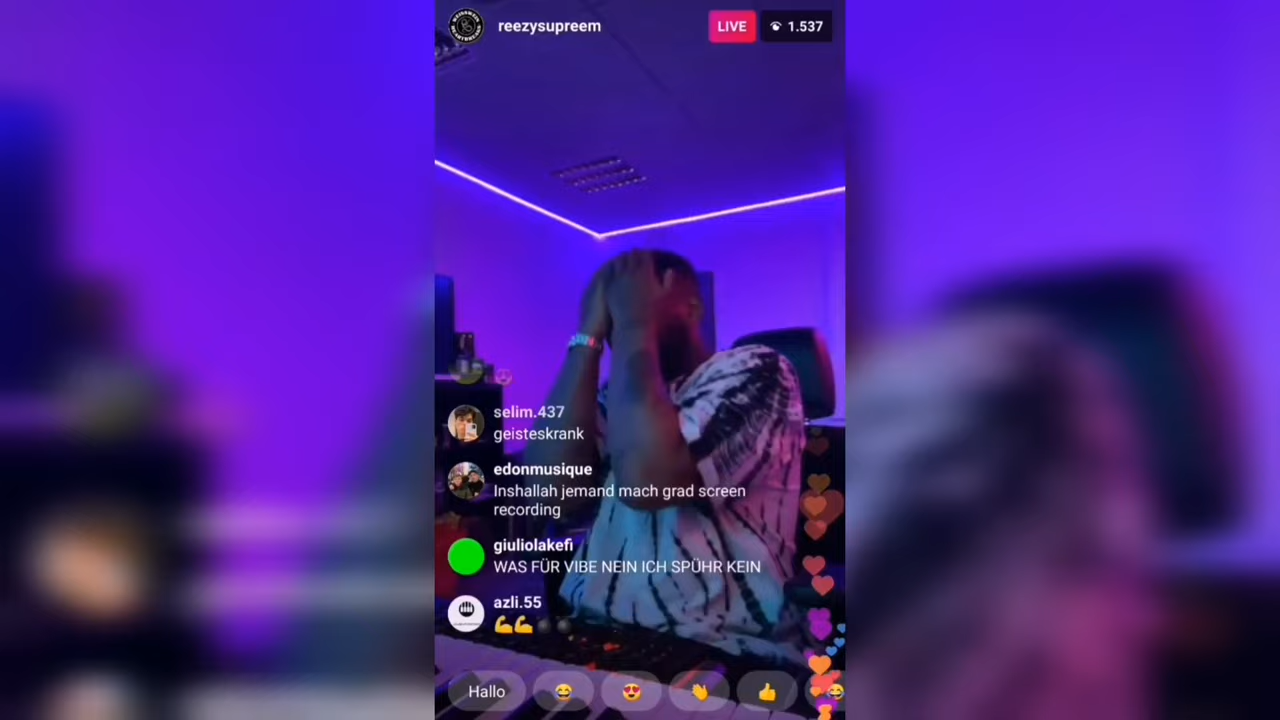 reezysupreem
LIVE
1.537
selim.437
geisteskrank
edonmusique
Inshallah jemand mach grad screen
recording
giuliolakefi
WAS FÜR VIBE NEIN ICH SPÜHR KEIN
azli.55
Hallo